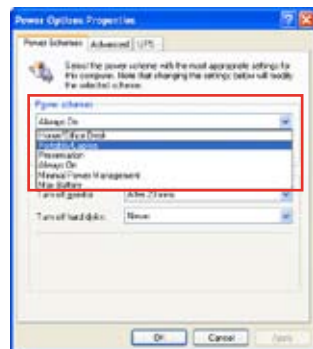 Power Options Properties
Power Schemes Advanced UPS
Select the power scheme with the most appropriate settings for
this computer. Note that changing the settings below will modify
the selected scheme.
Power schemes
Always On
Home/Office Desk
Portable/Laptop
Presentation
Always On
Minimal Power Management
Max Battery
Turn off monitor: After 20 mins
Turn off hard disks: Never
OK Cancel Apply